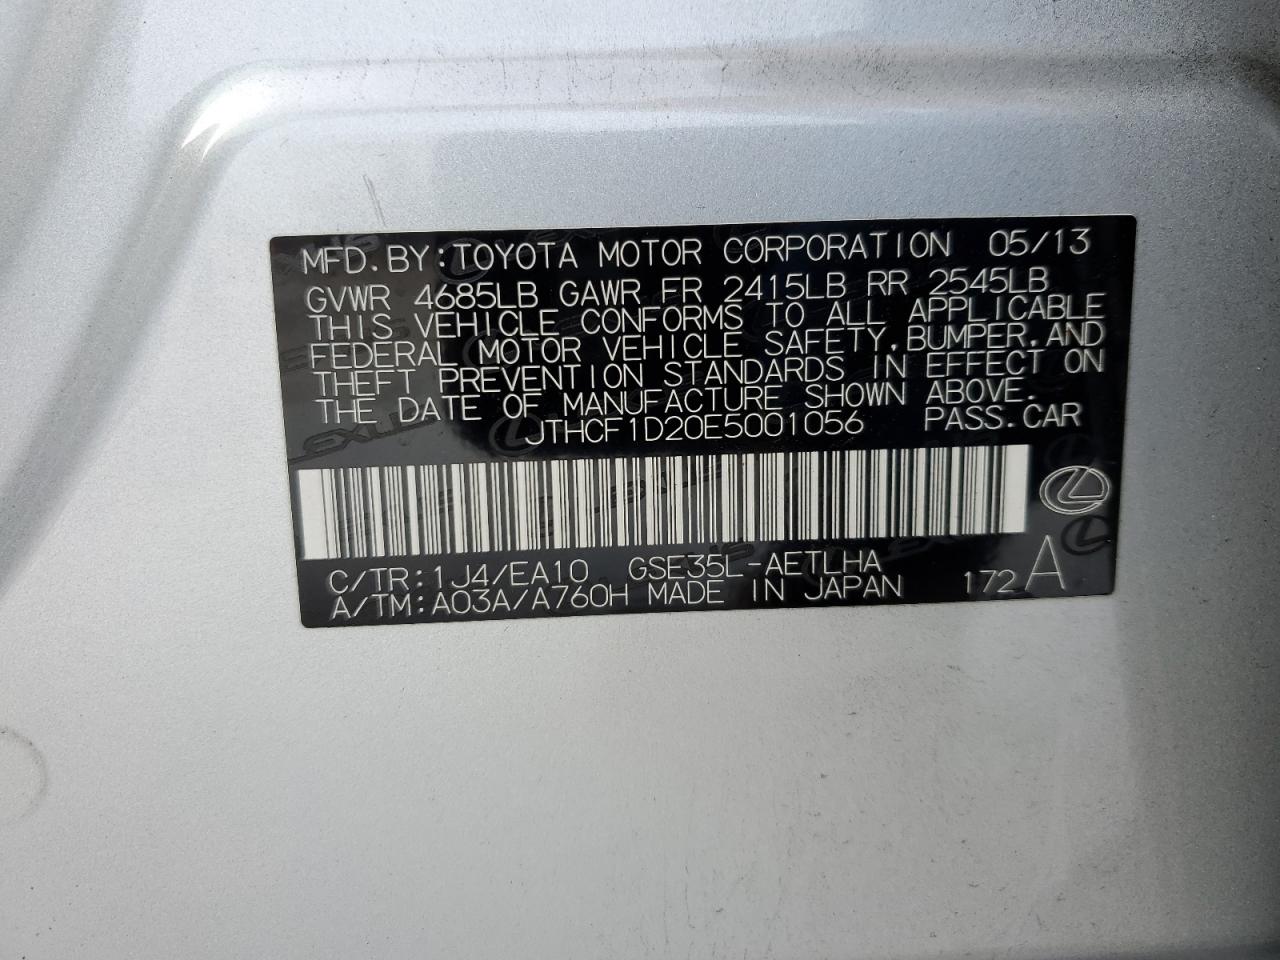 MFD.BY:TOYOTA MOTOR CORPORATION 05/13
GVWR 4685LB GAWR FR 2415LB RR 2545LB
THIS VEHICLE CONFORMS TO ALL APPLICABLE
FEDERAL MOTOR VEHICLE SAFETY,BUMPER,AND
THEFT PREVENTION STANDARDS IN EFFECT ON
THE DATE OF MANUFACTURE SHOWN ABOVE.
JTHCF1D20E5001056 PASS.CAR
C/TR:1J4/EA10 GSE35L-AETLHA
A/TM:A03A/A760H MADE IN JAPAN 172A